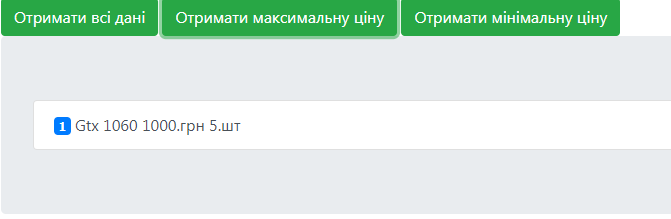 Отримати всі дані Отримати максимальну ціну Отримати мінімальну ціну
1 Gtx 1060 1000.грн 5.шт